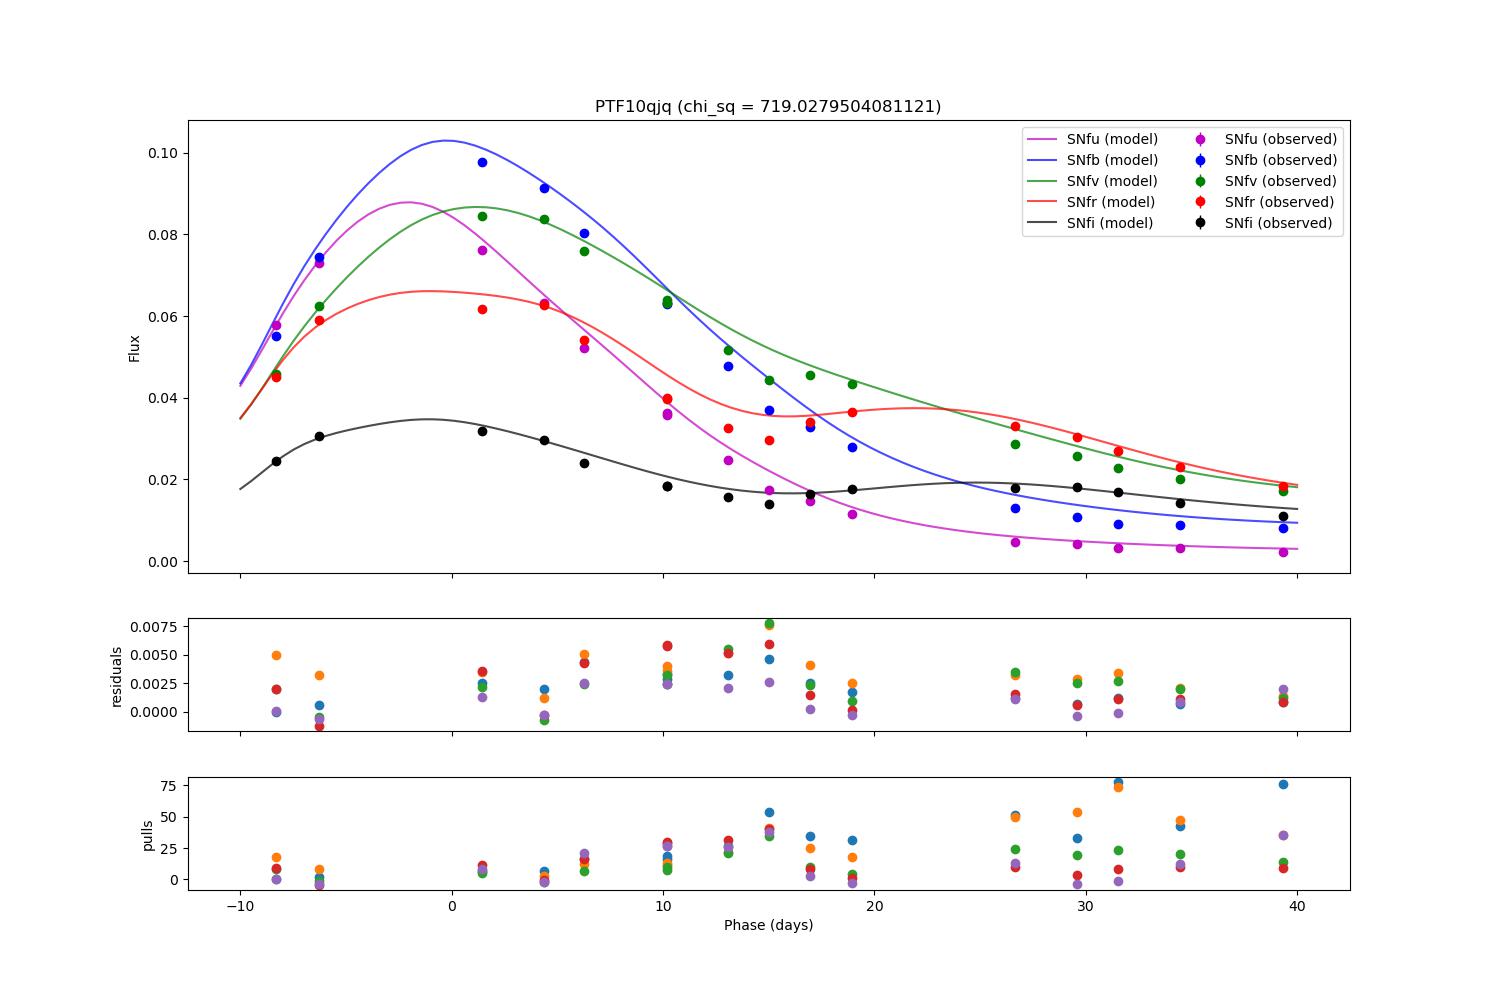 PTF10qjq (chi_sq = 719.0279504081121)
SNfu (model) SNfu (observed)
SNfb (model) SNfb (observed)
SNfv (model) SNfv (observed)
SNfr (model) SNfr (observed)
SNfi (model) SNfi (observed)
Flux
0.10
0.08
0.06
0.04
0.02
0.00
residuals
0.0075
0.0050
0.0025
0.0000
pulls
75
50
25
0
−10 0 10 20 30 40
Phase (days)